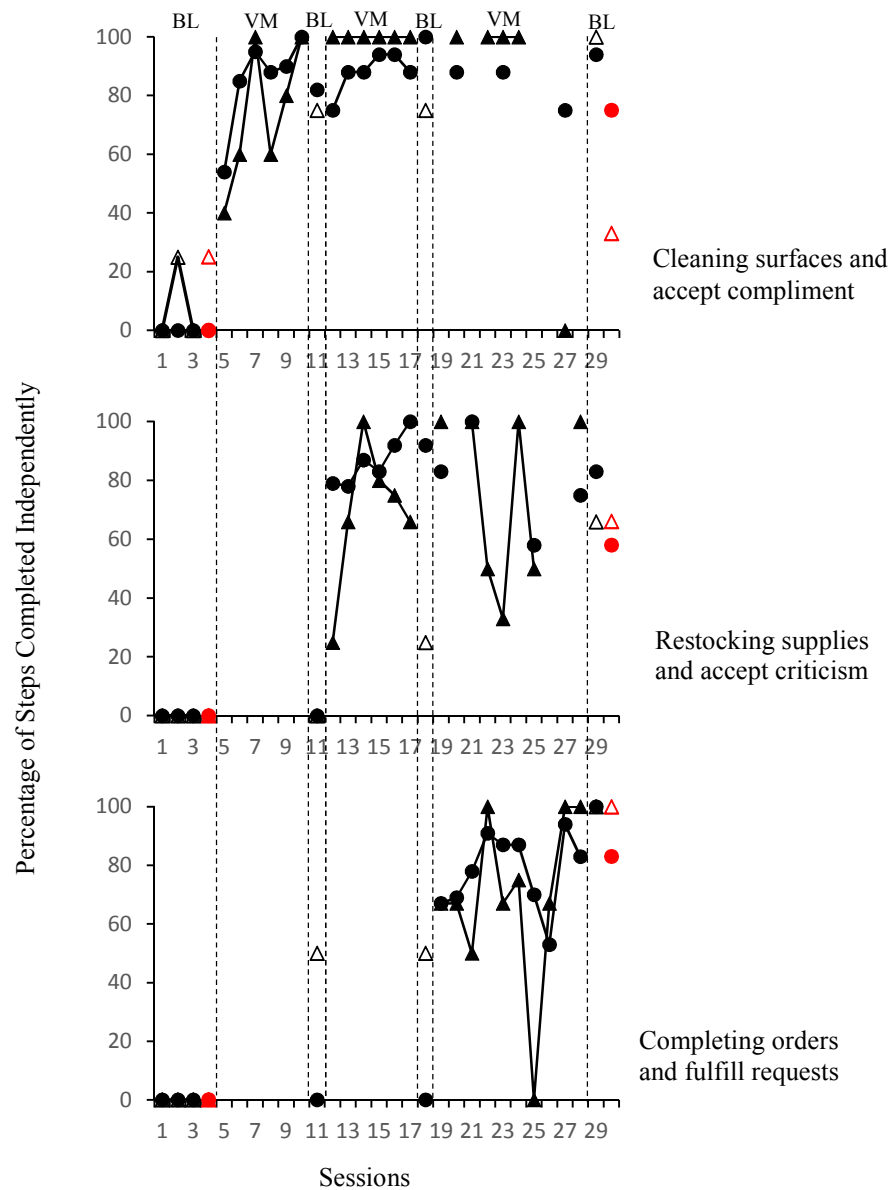 BL VM BL VM BL VM BL
100
80
60
40
20
0
1 3 5 7 9 11 13 15 17 19 21 23 25 27 29
Cleaning surfaces and
accept compliment
Percentage of Steps Completed Independently
100
80
60
40
20
0
1 3 5 7 9 11 13 15 17 19 21 23 25 27 29
Restocking supplies
and accept criticism
100
80
60
40
20
0
1 3 5 7 9 11 13 15 17 19 21 23 25 27 29
Completing orders
and fulfill requests
Sessions